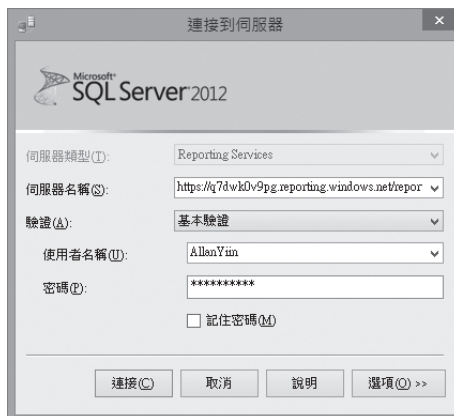 連接到伺服器
Microsoft®
SQL Server® 2012
伺服器類型(T):
Reporting Services
伺服器名稱(S):
https://q7dwk0v9pg.reporting.windows.net/repor
驗證(A):
基本驗證
使用者名稱(U):
AllanYiin
密碼(P):
**********
記住密碼(M)
連接(C)
取消
說明
選項(O) >>